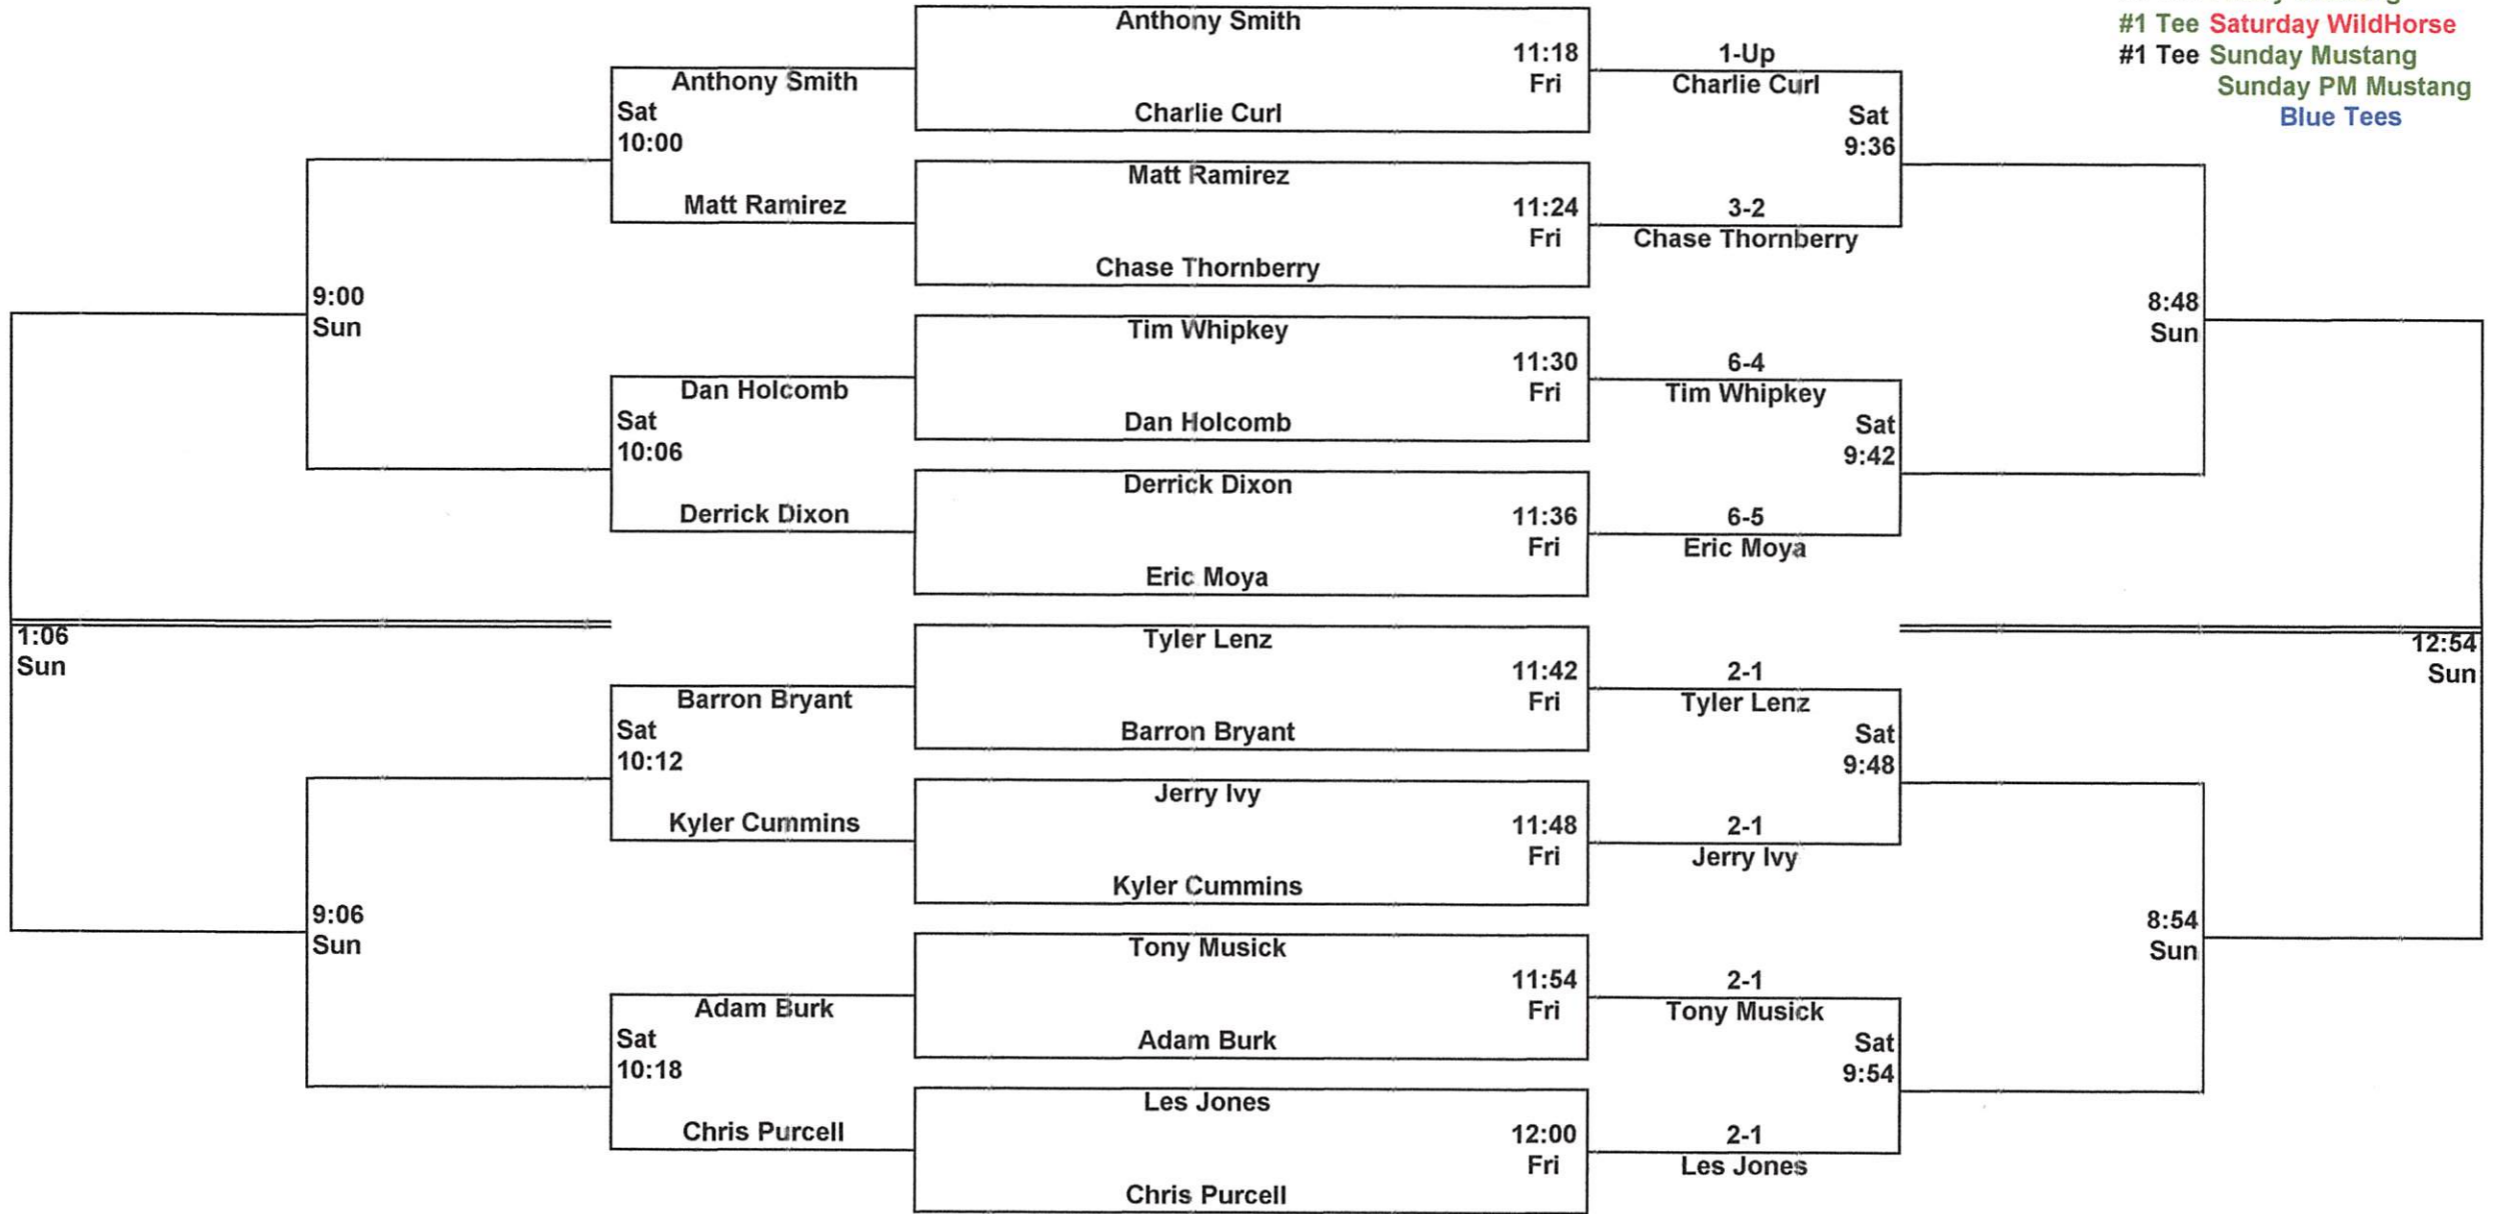 #1 Tee Saturday WildHorse
#1 Tee Sunday Mustang
Sunday PM Mustang
Blue Tees
Anthony Smith
11:18
Fri
Charlie Curl
Matt Ramirez
11:24
Fri
Chase Thornberry
Tim Whipkey
11:30
Fri
Dan Holcomb
Derrick Dixon
11:36
Fri
Eric Moya
Tyler Lenz
11:42
Fri
Barron Bryant
Jerry Ivy
11:48
Fri
Kyler Cummins
Tony Musick
11:54
Fri
Adam Burk
Les Jones
12:00
Fri
Chris Purcell
1-Up
Charlie Curl
Sat
9:36
3-2
Chase Thornberry
6-4
Tim Whipkey
Sat
9:42
6-5
Eric Moya
2-1
Tyler Lenz
Sat
9:48
2-1
Jerry Ivy
2-1
Tony Musick
Sat
9:54
2-1
Les Jones
8:48
Sun
8:54
Sun
12:54
Sun
Anthony Smith
Sat
10:00
Matt Ramirez
Dan Holcomb
Sat
10:06
Derrick Dixon
Barron Bryant
Sat
10:12
Kyler Cummins
Adam Burk
Sat
10:18
Chris Purcell
9:00
Sun
9:06
Sun
1:06
Sun